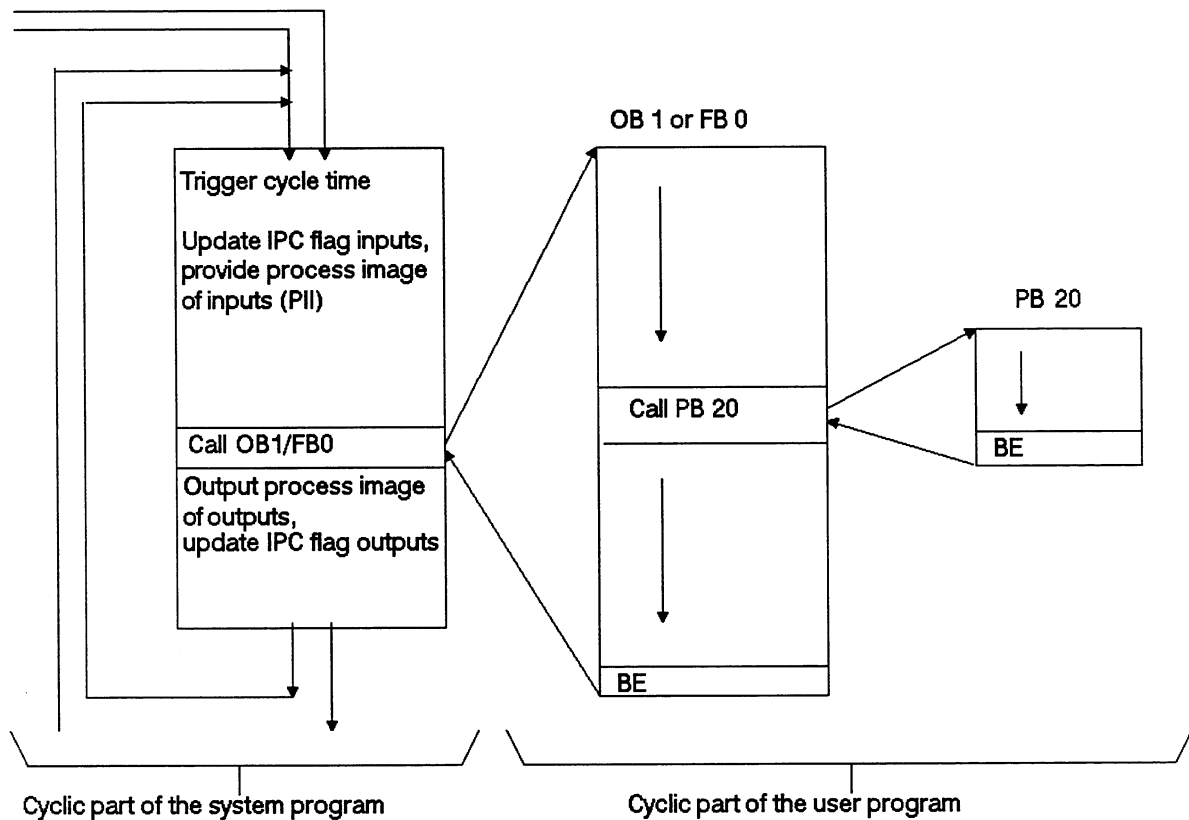 OB 1 or FB 0
Trigger cycle time
Update IPC flag inputs,
provide process image
of inputs (PII)
PB 20
Call PB 20
Call OB1/FB0
BE
Output process image
of outputs,
update IPC flag outputs
BE
Cyclic part of the system program
Cyclic part of the user program